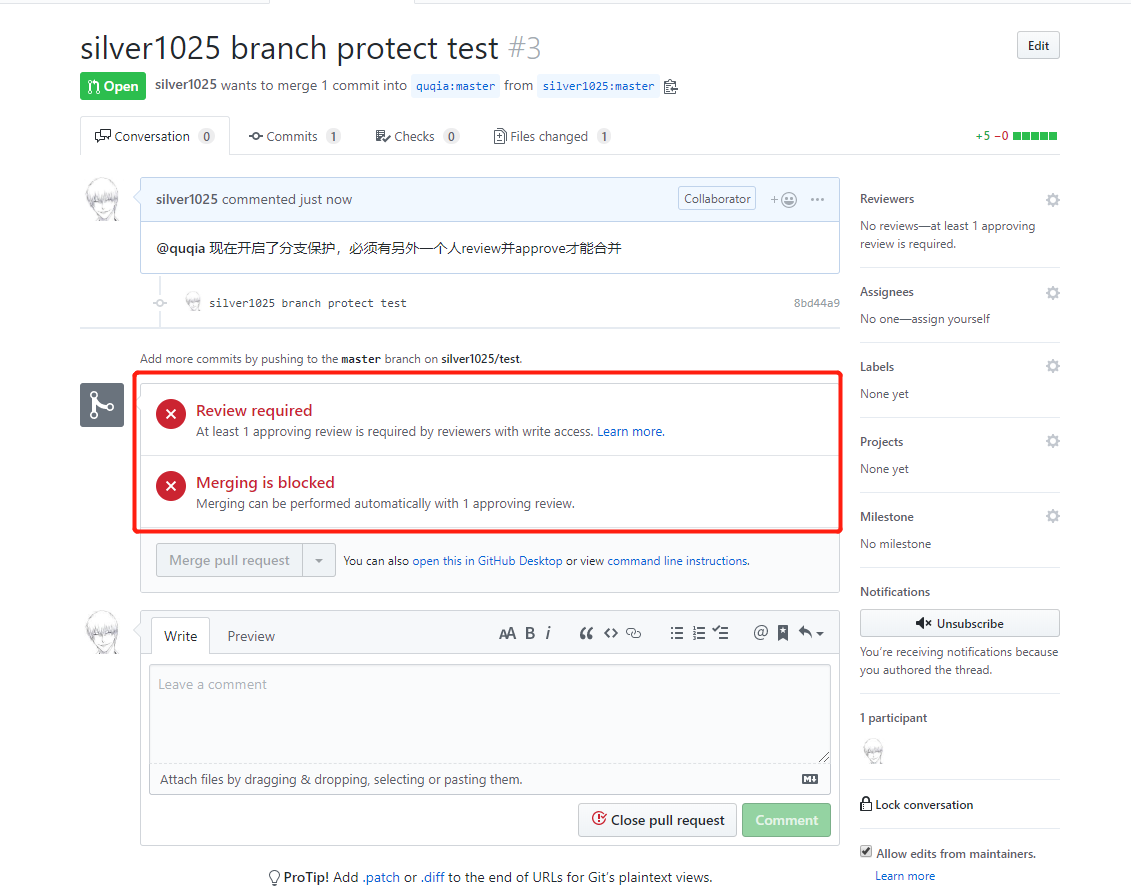 silver1025 branch protect test #3
Edit
Open
silver1025 wants to merge 1 commit into quqia:master from silver1025:master
Conversation 0
Commits 1
Checks 0
Files changed 1
+5 −0
silver1025 commented just now
Collaborator
@quqia 现在开启了分支保护，必须有另外一个人review并approve才能合并
silver1025 branch protect test
8bd44a9
Add more commits by pushing to the master branch on silver1025/test.
Review required
At least 1 approving review is required by reviewers with write access. Learn more.
Merging is blocked
Merging can be performed automatically with 1 approving review.
Merge pull request
You can also open this in GitHub Desktop or view command line instructions.
Write
Preview
AA B i
Leave a comment
Attach files by dragging & dropping, selecting or pasting them.
Close pull request
Comment
ProTip! Add .patch or .diff to the end of URLs for Git's plaintext views.
Reviewers
No reviews—at least 1 approving
review is required.
Assignees
No one—assign yourself
Labels
None yet
Projects
None yet
Milestone
No milestone
Notifications
Unsubscribe
You're receiving notifications because
you authored the thread.
1 participant
Lock conversation
Allow edits from maintainers.
Learn more